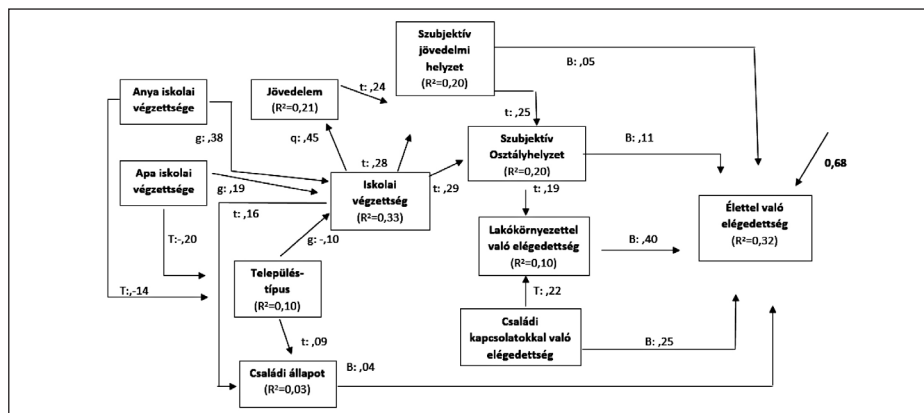 Szubjektív
jövedelmi
helyzet
(R²=0,20)
B: ,05
t: ,24
Jövedelem
(R²=0,21)
Anya iskolai
végzettsége
t: ,25
g: ,38
q: ,45
Szubjektív
Osztályhelyzet
(R²=0,20)
B: ,11
0,68
t: ,28
t: ,29
Apa iskolai
végzettsége
g: ,19
Iskolai
végzettség
(R²=0,33)
t: ,19
Élettel való
elégedettség
(R²=0,32)
t: ,16
Lakókörnyezettel
való elégedettség
(R²=0,10)
B: ,40
T:-,20
g: -,10
Település-
típus
(R²=0,10)
T:,-14
T: ,22
Családi
kapcsolatokkal való
elégedettség
B: ,25
t: ,09
Családi állapot
(R²=0,03)
B: ,04